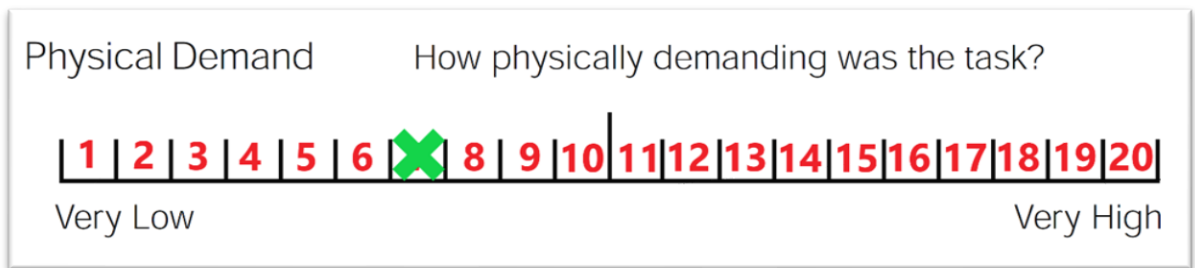 Physical Demand How physically demanding was the task?
1 2 3 4 5 6 8 9 10 11 12 13 14 15 16 17 18 19 20
Very Low Very High